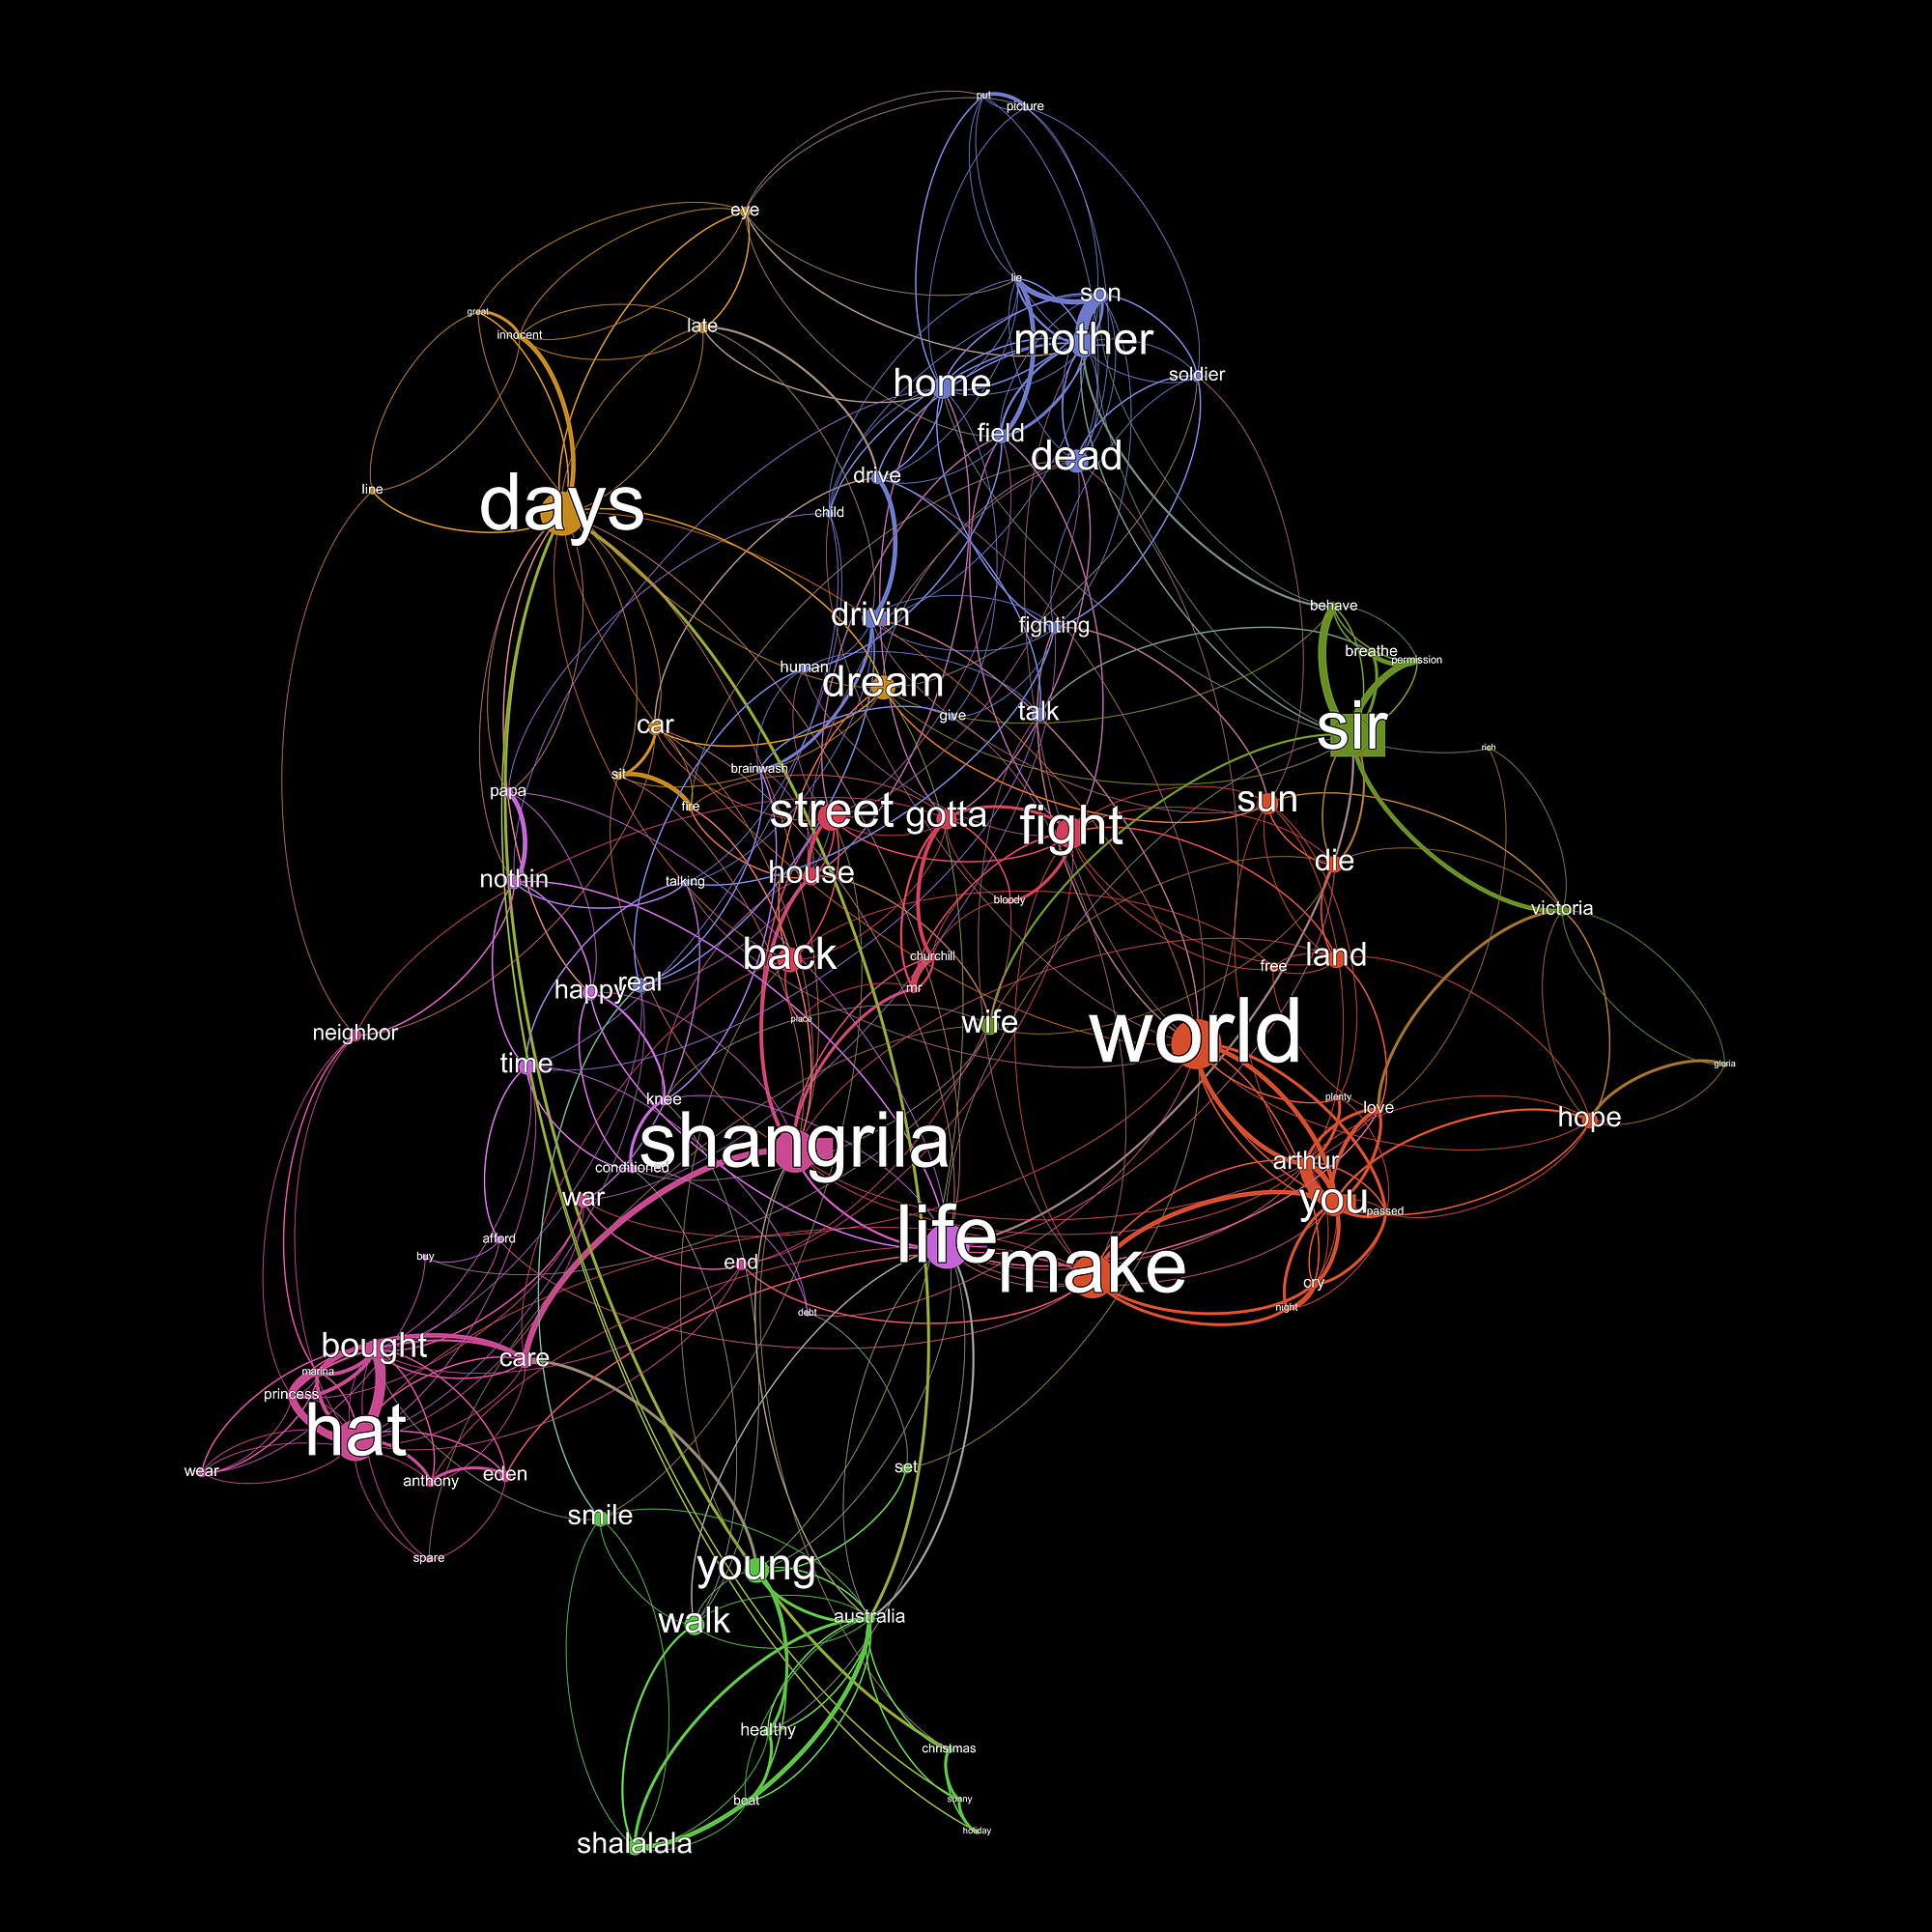 put
picture
eye
lie
son
great
late
innocent
mother
soldier
home
field
dead
drive
line
days
child
behave
drivin
fighting
breathe
permission
human
dream
talk
give
car
sir
rich
brainwash
sit
papa
fire
sun
street
gotta
fight
die
house
nothin
talking
bloody
victoria
back
churchill
land
free
real
happy
mr
place
wife
neighbor
world
time
gloria
knee
plenty
love
hope
shangrila
arthur
conditioned
war
you
passed
afford
life
buy
end
make
cry
night
debt
bought
care
marina
princess
hat
set
wear
eden
anthony
smile
spare
young
walk
australia
healthy
christmas
boat
sunny
holiday
shalalala